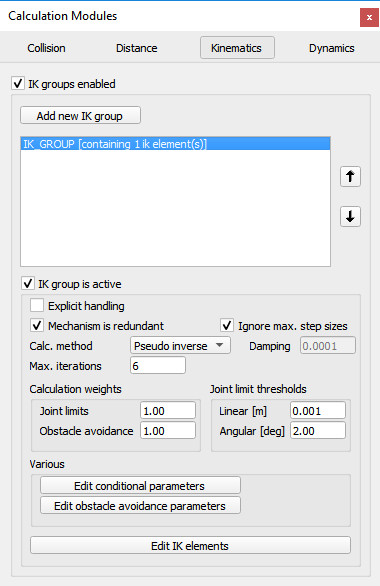 Calculation Modules
Collision Distance Kinematics Dynamics
IK groups enabled
Add new IK group
IK_GROUP [containing 1 ik element(s)]
IK group is active
Explicit handling
Mechanism is redundant Ignore max. step sizes
Calc. method Pseudo inverse Damping 0.0001
Max. iterations 6
Calculation weights Joint limit thresholds
Joint limits 1.00 Linear [m] 0.001
Obstacle avoidance 1.00 Angular [deg] 2.00
Various
Edit conditional parameters
Edit obstacle avoidance parameters
Edit IK elements